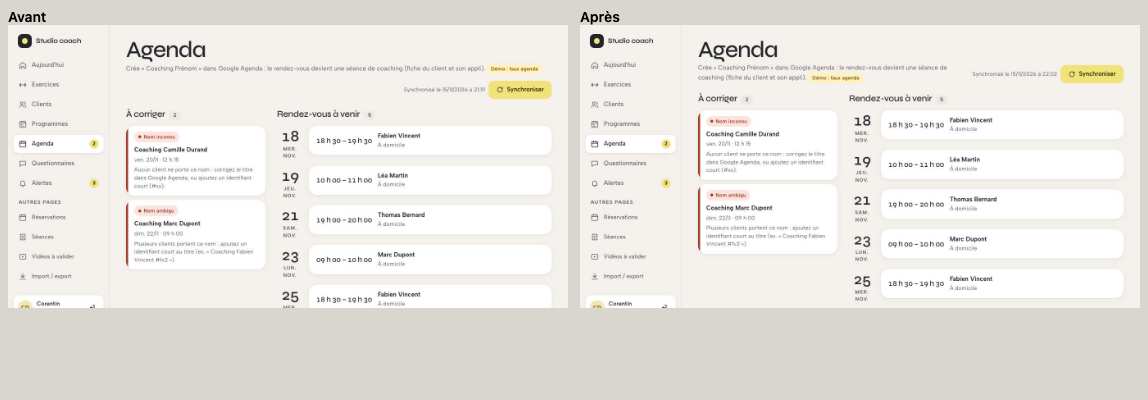 Avant
Studio coach
Aujourd'hui
Exercices
Clients
Programmes
Agenda 2
Questionnaires
Alertes 3
AUTRES PAGES
Réservations
Séances
Vidéos à valider
Import / export
Corentin
Agenda
Crée « Coaching Prénom » dans Google Agenda : le rendez-vous devient une séance de coaching (fiche du client et son appli). Démo : faux agenda
Synchroniser
À corriger 2
Nom inconnu
Coaching Camille Durand
ven. 20/11 · 12 h 15
Aucun client ne porte ce nom : corrigez le titre
dans Google Agenda, ou ajoutez un identifiant
court (#xx).
Nom ambigu
Coaching Marc Dupont
dim. 22/11 · 09 h 00
Plusieurs clients portent ce nom : ajoutez un
identifiant court au titre (ex. « Coaching Fabien
Vincent #fv2 »).
Rendez-vous à venir 5
18
MER.
NOV.
18 h 30 – 19 h 30
Fabien Vincent
À domicile
19
JEU.
NOV.
10 h 00 – 11 h 00
Léa Martin
À domicile
21
SAM.
NOV.
19 h 00 – 20 h 00
Thomas Bernard
À domicile
23
LUN.
NOV.
09 h 00 – 10 h 00
Marc Dupont
À domicile
25
MER.
18 h 30 – 19 h 30
Fabien Vincent
À domicile
Après
Studio coach
Aujourd'hui
Exercices
Clients
Programmes
Agenda 2
Questionnaires
Alertes 3
AUTRES PAGES
Réservations
Séances
Vidéos à valider
Import / export
Corentin
Agenda
Crée « Coaching Prénom » dans Google Agenda : le rendez-vous devient une séance de
coaching (fiche du client et son appli). Démo : faux agenda
Synchroniser
À corriger 2
Nom inconnu
Coaching Camille Durand
ven. 20/11 · 12 h 15
Aucun client ne porte ce nom : corrigez le titre
dans Google Agenda, ou ajoutez un identifiant
court (#xx).
Nom ambigu
Coaching Marc Dupont
dim. 22/11 · 09 h 00
Plusieurs clients portent ce nom : ajoutez un
identifiant court au titre (ex. « Coaching Fabien
Vincent #fv2 »).
Rendez-vous à venir 5
18
MER.
NOV.
18 h 30 – 19 h 30
Fabien Vincent
À domicile
19
JEU.
NOV.
10 h 00 – 11 h 00
Léa Martin
À domicile
21
SAM.
NOV.
19 h 00 – 20 h 00
Thomas Bernard
À domicile
23
LUN.
NOV.
09 h 00 – 10 h 00
Marc Dupont
À domicile
25
MER.
NOV.
18 h 30 – 19 h 30
Fabien Vincent
À domicile